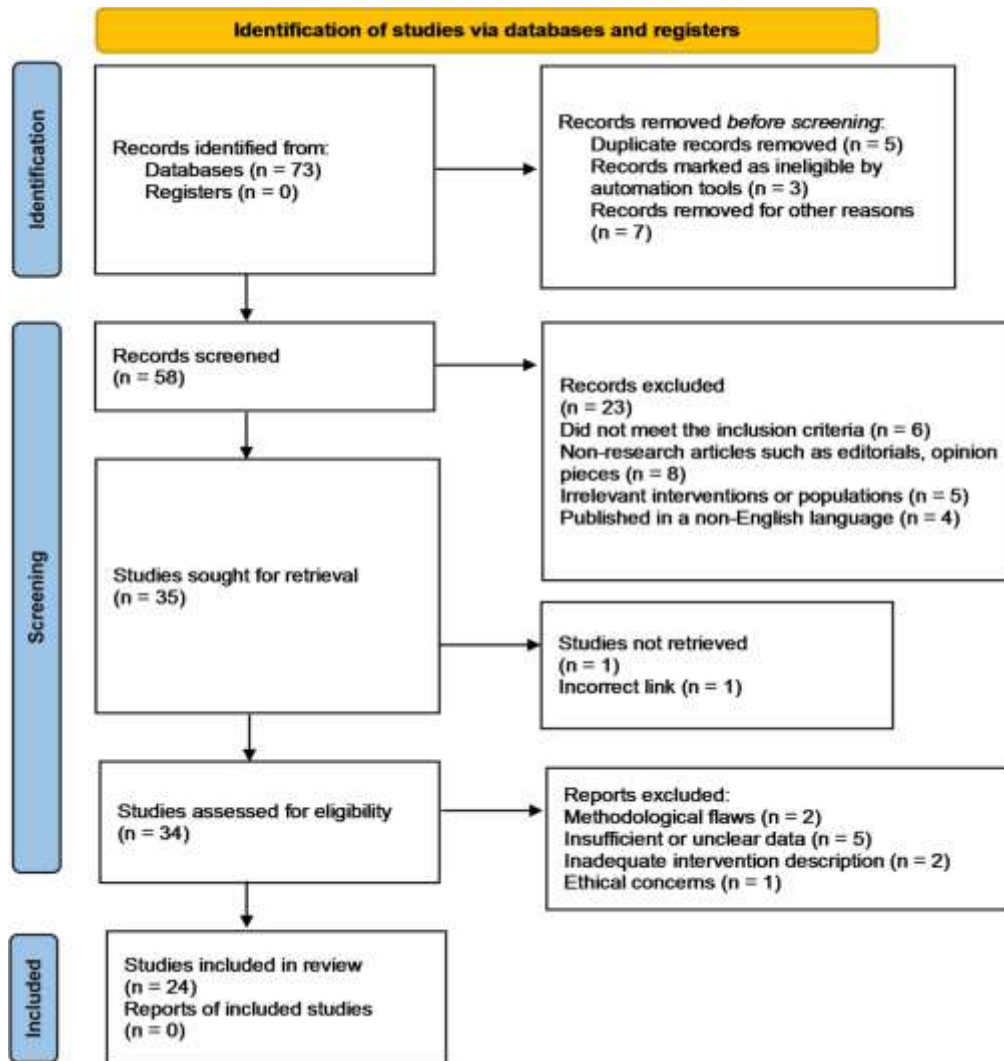 Identification of studies via databases and registers
Identification
Records identified from:
Databases (n = 73)
Registers (n = 0)
Records removed before screening:
Duplicate records removed (n = 5)
Records marked as ineligible by
automation tools (n = 3)
Records removed for other reasons
(n = 7)
Screening
Records screened
(n = 58)
Records excluded
(n = 23)
Did not meet the inclusion criteria (n = 6)
Non-research articles such as editorials, opinion
pieces (n = 8)
Irrelevant interventions or populations (n = 5)
Published in a non-English language (n = 4)
Studies sought for retrieval
(n = 35)
Studies not retrieved
(n = 1)
Incorrect link (n = 1)
Studies assessed for eligibility
(n = 34)
Reports excluded:
Methodological flaws (n = 2)
Insufficient or unclear data (n = 5)
Inadequate intervention description (n = 2)
Ethical concerns (n = 1)
Included
Studies included in review
(n = 24)
Reports of included studies
(n = 0)